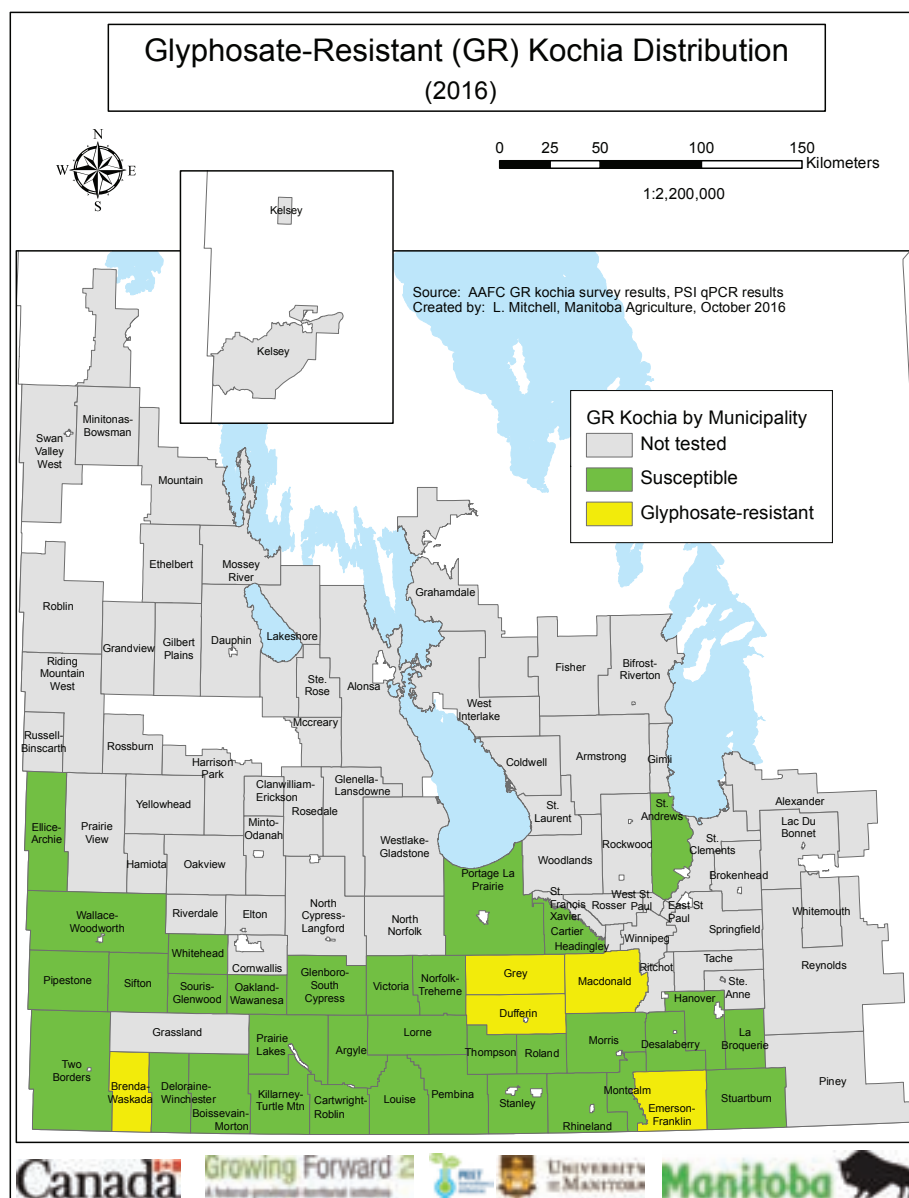 Glyphosate-Resistant (GR) Kochia Distribution
(2016)
N
W
E
S
0 25 50 100 150
Kilometers
1:2,200,000
Kelsey
Kelsey
Source: AAFC GR kochia survey results, PSI qPCR results
Created by: L. Mitchell, Manitoba Agriculture, October 2016
GR Kochia by Municipality
Not tested
Susceptible
Glyphosate-resistant
Swan
Valley
West
Minitonas-
Bowsman
Mountain
Ethelbert
Mossey
River
Roblin
Grandview
Gilbert
Plains
Dauphin
Lakeshore
Grahamdale
Riding
Mountain
West
Ste.
Rose
Alonsa
Fisher
Bifrost-
Riverton
West
Interlake
Russell-
Binscarth
Rossburn
Mccreary
Harrison
Park
Coldwell
Armstrong
Gimli
Ellice-
Archie
Prairie
View
Yellowhead
Clanwilliam-
Erickson
Rosedale
Glenella-
Lansdowne
Minto-
Odanah
Hamiota
Oakview
Westlake-
Gladstone
St.
Laurent
Woodlands
Rockwood
St.
Andrews
St.
Clements
Alexander
Lac Du
Bonnet
Brokenhead
Portage La
Prairie
Wallace-
Woodworth
Riverdale
Elton
North
Cypress-
Langford
North
Norfolk
St.
Francis
Xavier
Cartier
Headingley
Rosser
West St.
Paul
East St
Paul
Winnipeg
Springfield
Whitemouth
Reynolds
Whitehead
Cornwallis
Pipestone
Sifton
Souris-
Glenwood
Oakland-
Wawanesa
Glenboro-
South
Cypress
Victoria
Norfolk-
Treherne
Grey
Macdonald
Ritchot
Tache
Ste.
Anne
Hanover
Dufferin
Grassland
Prairie
Lakes
Argyle
Lorne
Thompson
Roland
Morris
Desalaberry
La
Broquerie
Two
Borders
Brenda-
Waskada
Deloraine-
Winchester
Boissevain-
Morton
Killarney-
Turtle Mtn
Cartwright-
Roblin
Louise
Pembina
Stanley
Rhineland
Montcalm
Emerson-
Franklin
Stuartburn
Piney
Canada
Growing Forward 2
A federal-provincial-territorial initiative
PEST
UNIVERSITY
OF MANITOBA
Manitoba